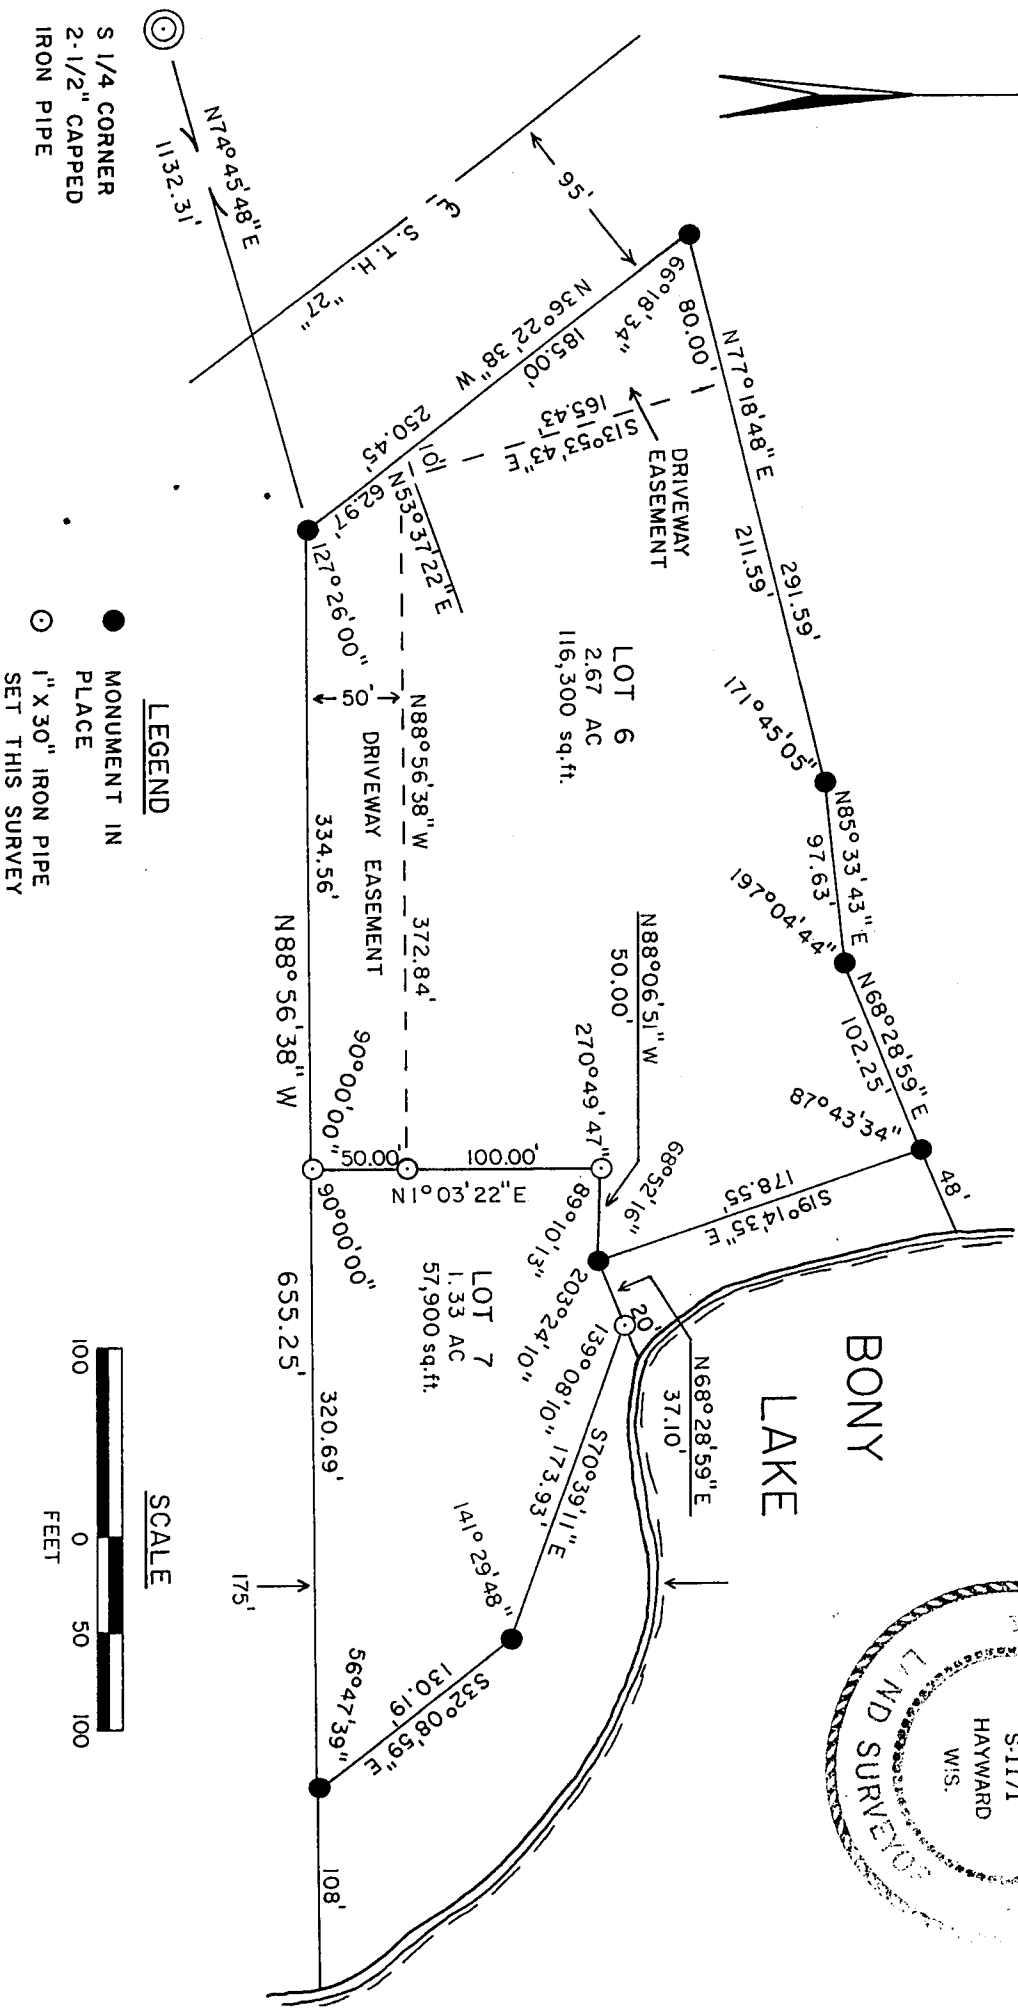 BONY
LAKE
LAND SURVEYOR
S-1171
HAYWARD
WIS.
N77°18'48"E
291.59'
80.00'
211.59'
66°18'34"
171°45'05"
N85°33'43"E
97.63'
197°04'44"
N68°28'59"E
102.25'
87°43'34"
48'
S19°14'35"E
178.55'
68°52'16"
N88°06'51"W
50.00'
270°49'47"
89°10'13"
203°24'10"
20'
N68°28'59"E
37.10'
139°08'10"
S70°39'11"E
173.93'
141°29'48"
S32°08'59"E
130.19'
56°47'39"
108'
175'
95'
N36°22'38"W
185.00'
250.45'
62.97'
10'
S13°53'43"E
165.43'
DRIVEWAY
EASEMENT
N53°37'22"E
LOT 6
2.67 AC
116,300 sq.ft.
LOT 7
1.33 AC
57,900 sq.ft.
N88°56'38"W 372.84'
DRIVEWAY EASEMENT
50'
127°26'00"
334.56'
90°00'00"
50.00'
100.00'
N1°03'22"E
90°00'00"
320.69'
N88°56'38"W
655.25'
℄
S.T.H. "27"
N74°45'48"E
1132.31'
S 1/4 CORNER
2-1/2" CAPPED
IRON PIPE
LEGEND
MONUMENT IN
PLACE
1" X 30" IRON PIPE
SET THIS SURVEY
SCALE
100 0 50 100
FEET